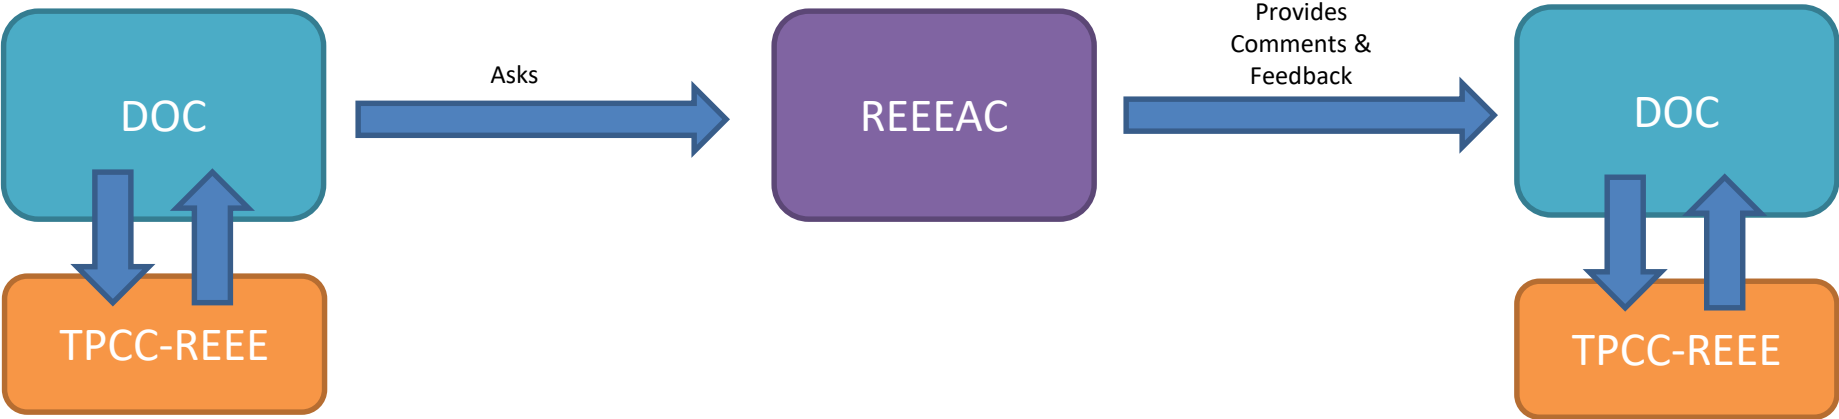 DOC
Asks
REEEAC
Provides
Comments &
Feedback
DOC
TPCC-REEE
TPCC-REEE